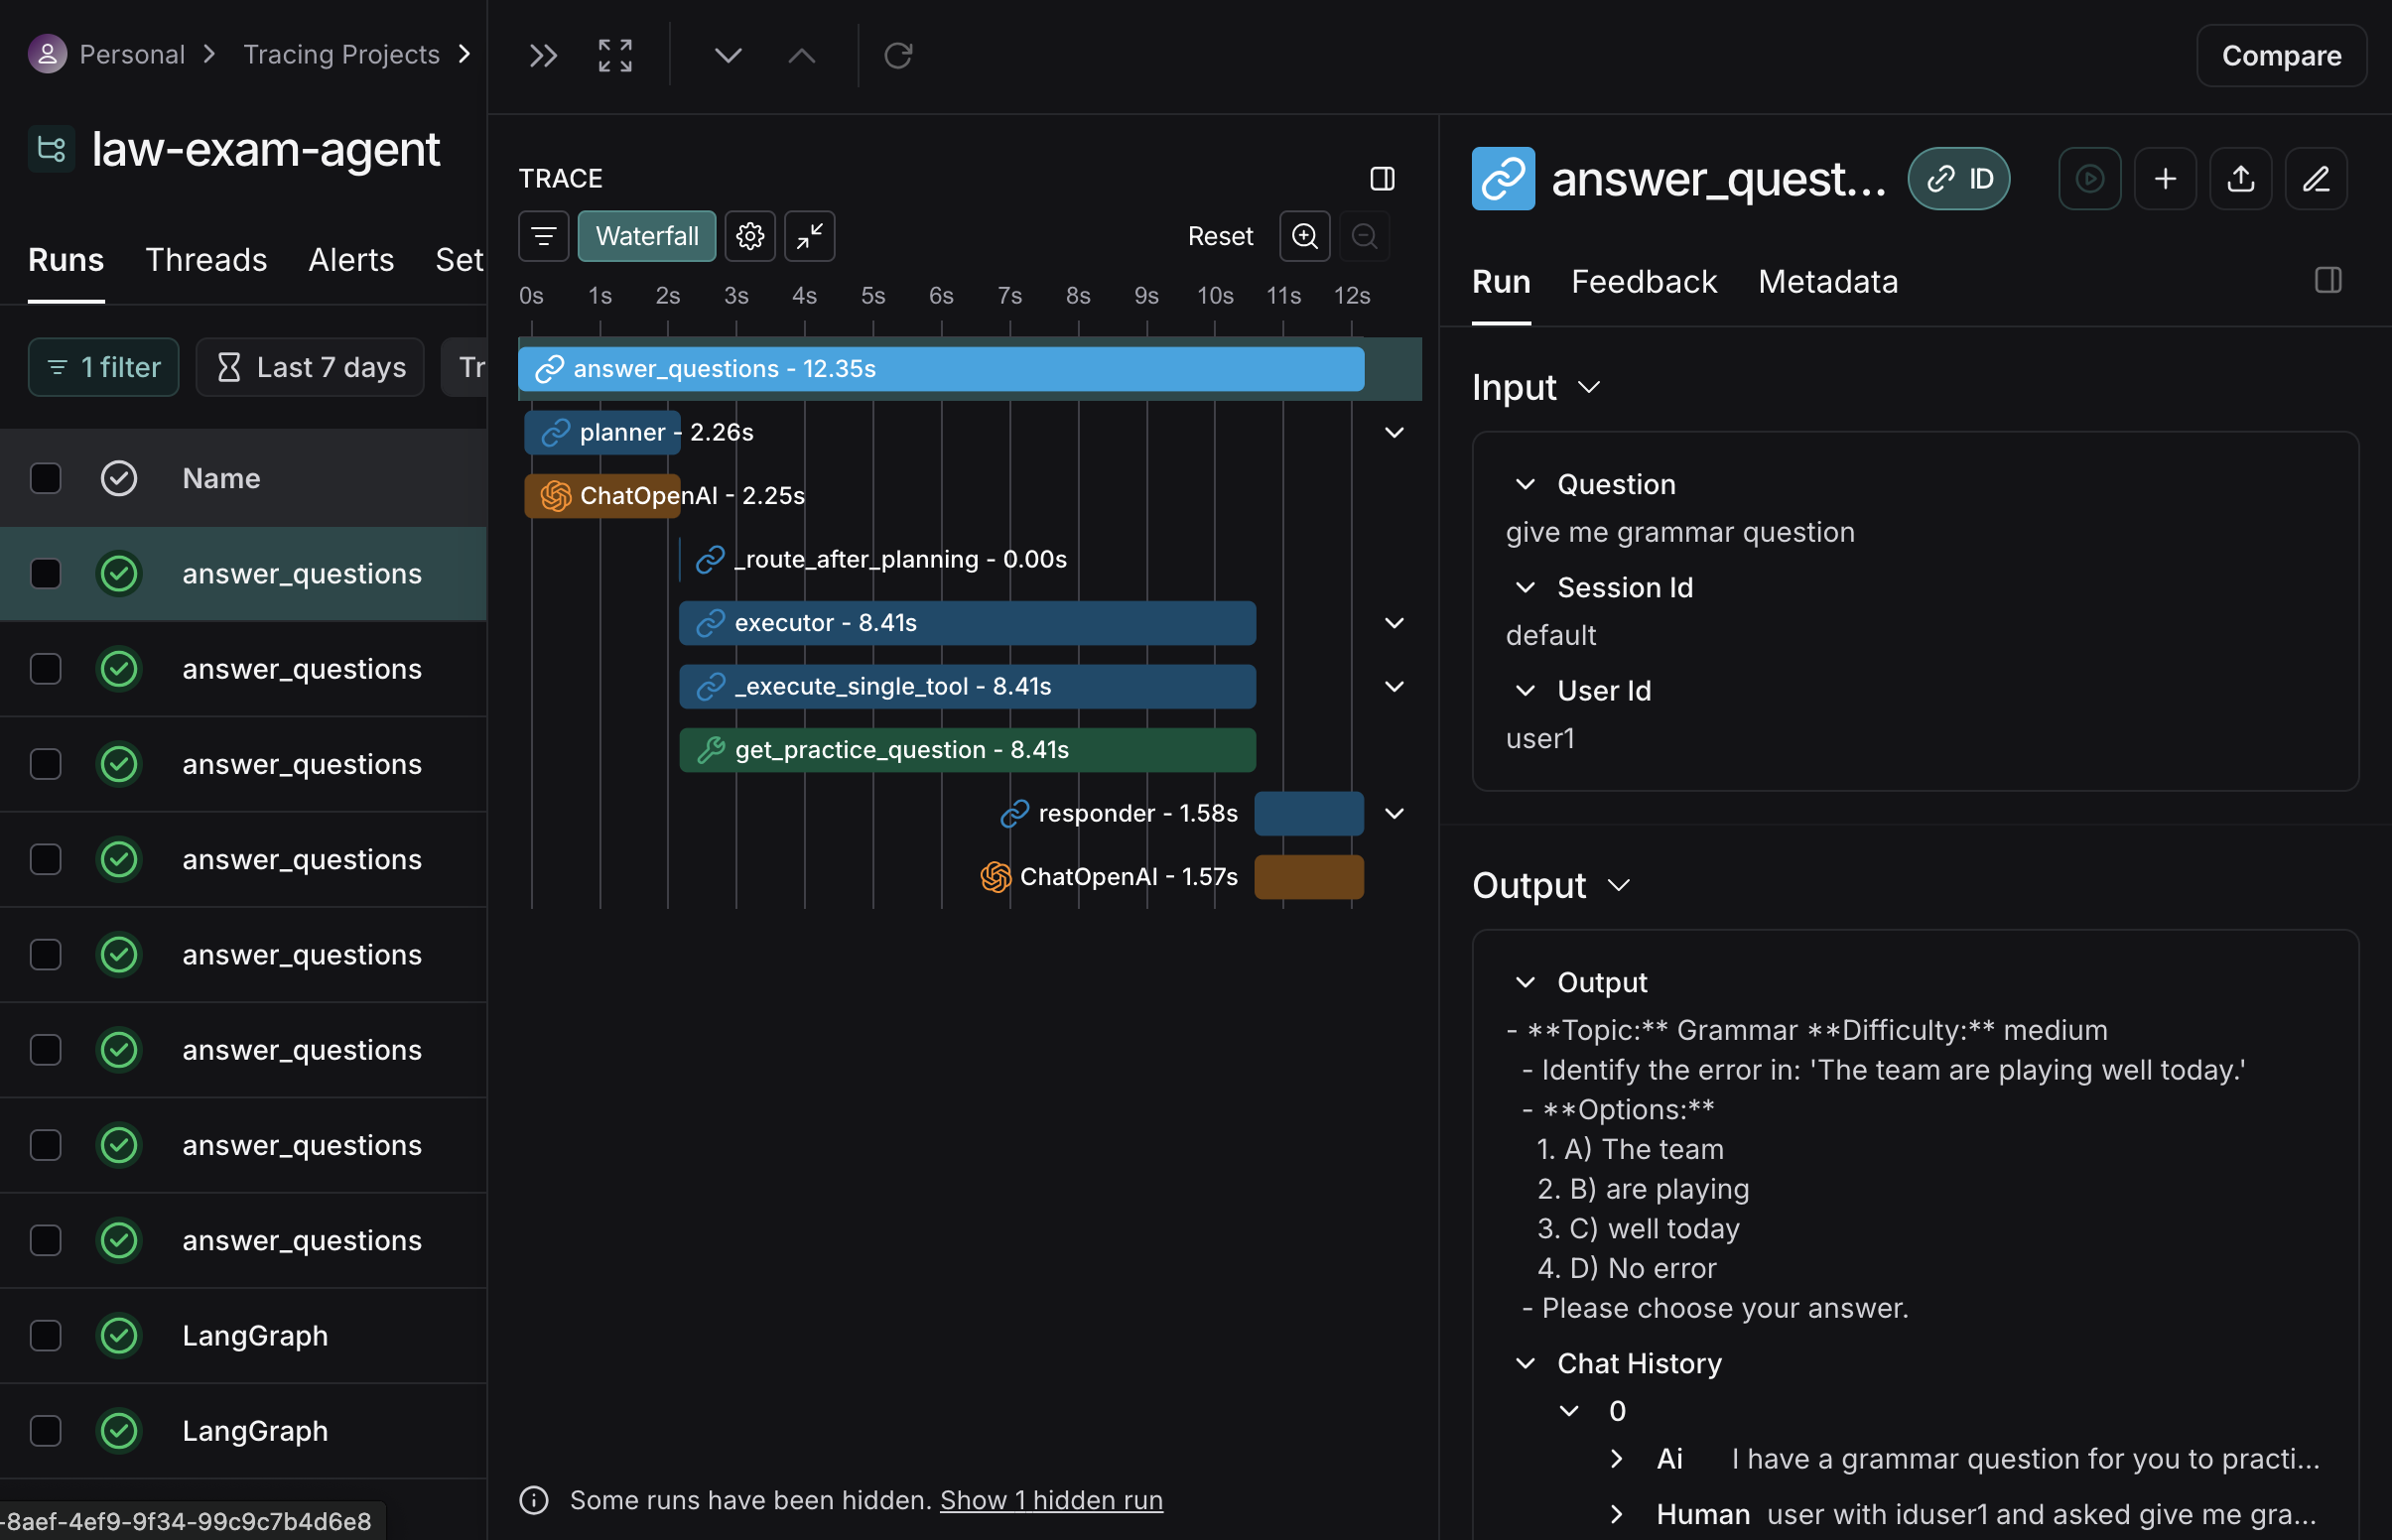 Personal
Tracing Projects
Compare
law-exam-agent
Runs Threads Alerts Set
1 filter Last 7 days Tr
Name
answer_questions
answer_questions
answer_questions
answer_questions
answer_questions
answer_questions
answer_questions
answer_questions
LangGraph
LangGraph
-8aef-4ef9-9f34-99c9c7b4d6e8
TRACE
Waterfall Reset
0s 1s 2s 3s 4s 5s 6s 7s 8s 9s 10s 11s 12s
answer_questions - 12.35s
planner - 2.26s
ChatOpenAI - 2.25s
_route_after_planning - 0.00s
executor - 8.41s
_execute_single_tool - 8.41s
get_practice_question - 8.41s
responder - 1.58s
ChatOpenAI - 1.57s
Some runs have been hidden. Show 1 hidden run
answer_quest... ID
Run Feedback Metadata
Input
Question
give me grammar question
Session Id
default
User Id
user1
Output
Output
- **Topic:** Grammar **Difficulty:** medium
- Identify the error in: 'The team are playing well today.'
- **Options:**
1. A) The team
2. B) are playing
3. C) well today
4. D) No error
- Please choose your answer.
Chat History
0
Ai I have a grammar question for you to practi...
Human user with iduser1 and asked give me gra...